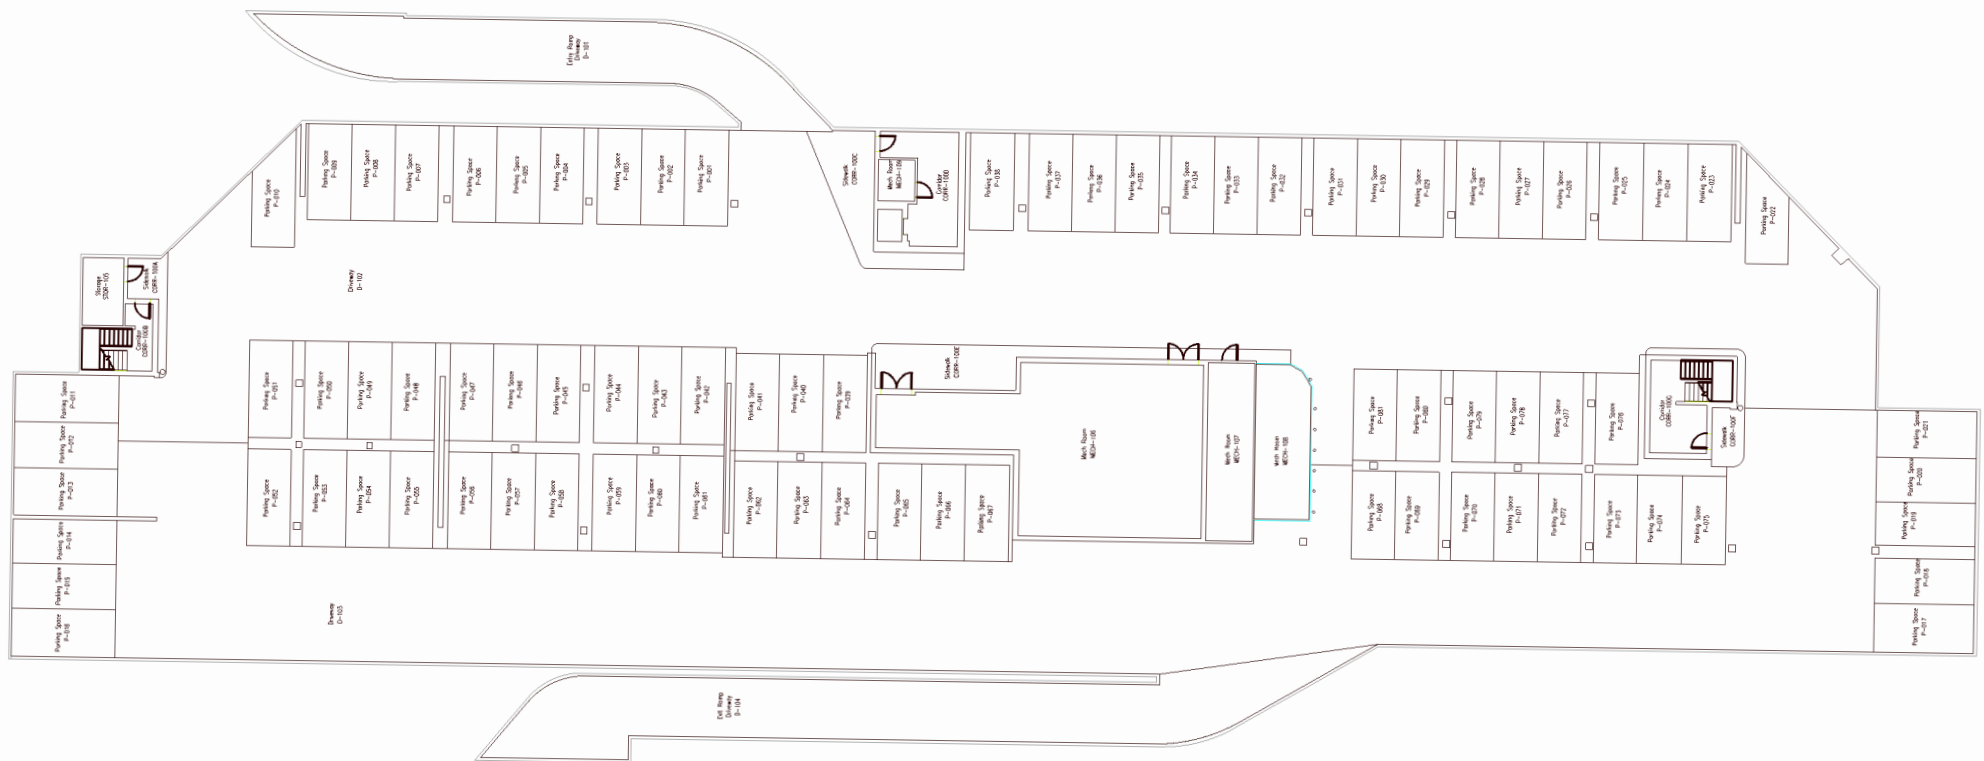 Entry Ramp
Driveway
D-101
Parking Space
P-010
Parking Space
P-009
Parking Space
P-008
Parking Space
P-007
Parking Space
P-006
Parking Space
P-005
Parking Space
P-004
Parking Space
P-003
Parking Space
P-002
Parking Space
P-001
Sidewalk
CORR-100C
Mech Room
MECH-109
Corridor
CORR-100D
Parking Space
P-038
Parking Space
P-037
Parking Space
P-036
Parking Space
P-035
Parking Space
P-034
Parking Space
P-033
Parking Space
P-032
Parking Space
P-031
Parking Space
P-030
Parking Space
P-029
Parking Space
P-028
Parking Space
P-027
Parking Space
P-026
Parking Space
P-025
Parking Space
P-024
Parking Space
P-023
Parking Space
P-022
Storage
STOR-105
Sidewalk
CORR-100A
Corridor
CORR-100B
Driveway
D-102
Parking Space
P-011
Parking Space
P-012
Parking Space
P-013
Parking Space
P-014
Parking Space
P-015
Parking Space
P-016
Parking Space
P-051
Parking Space
P-050
Parking Space
P-049
Parking Space
P-048
Parking Space
P-047
Parking Space
P-046
Parking Space
P-045
Parking Space
P-044
Parking Space
P-043
Parking Space
P-042
Parking Space
P-041
Parking Space
P-040
Parking Space
P-039
Sidewalk
CORR-100E
Parking Space
P-052
Parking Space
P-053
Parking Space
P-054
Parking Space
P-055
Parking Space
P-056
Parking Space
P-057
Parking Space
P-058
Parking Space
P-059
Parking Space
P-060
Parking Space
P-061
Parking Space
P-062
Parking Space
P-063
Parking Space
P-064
Parking Space
P-065
Parking Space
P-066
Parking Space
P-067
Mech Room
MECH-106
Mech Room
MECH-107
Mech Room
MECH-108
Parking Space
P-081
Parking Space
P-080
Parking Space
P-079
Parking Space
P-078
Parking Space
P-077
Parking Space
P-076
Corridor
CORR-100G
Sidewalk
CORR-100F
Parking Space
P-068
Parking Space
P-069
Parking Space
P-070
Parking Space
P-071
Parking Space
P-072
Parking Space
P-073
Parking Space
P-074
Parking Space
P-075
Parking Space
P-021
Parking Space
P-020
Parking Space
P-019
Parking Space
P-018
Parking Space
P-017
Driveway
D-103
Exit Ramp
Driveway
D-104